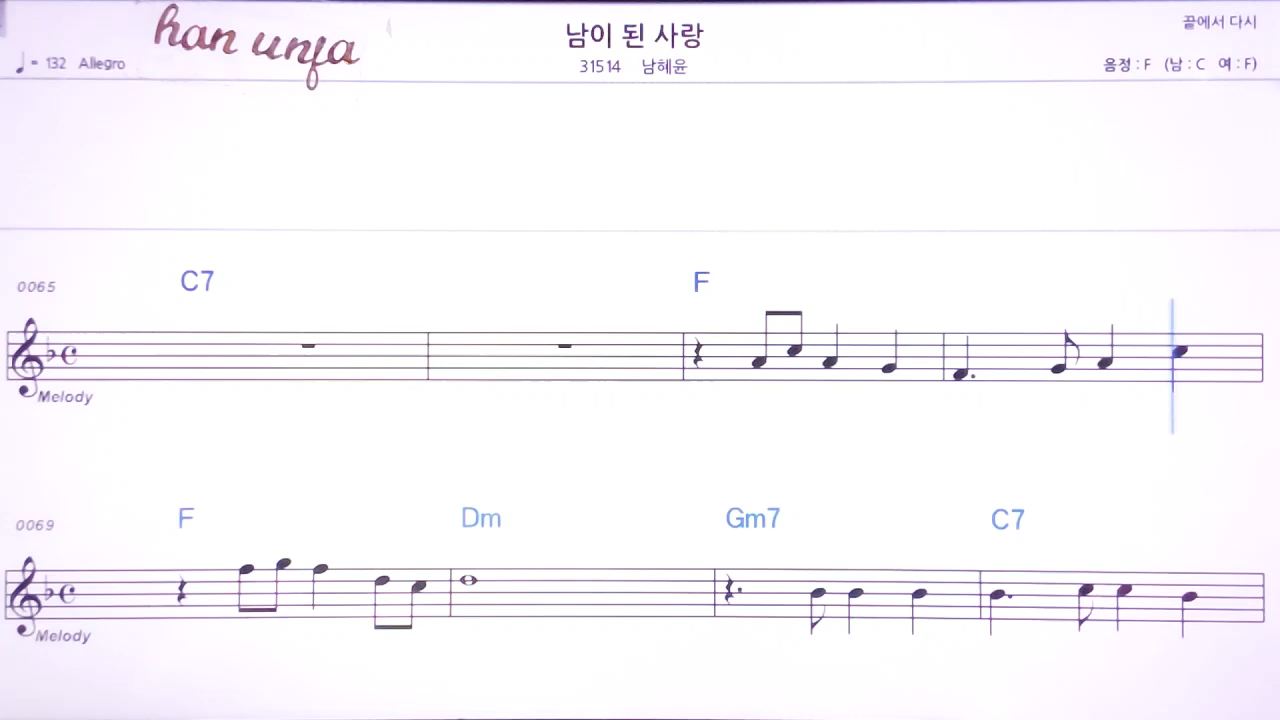 han unfa
남이 된 사랑
끝에서 다시
♩= 132 Allegro
31514 남혜윤
음정 : F (남 : C 여 : F)
C7 F
0065
Melody
F Dm Gm7 C7
0069
Melody